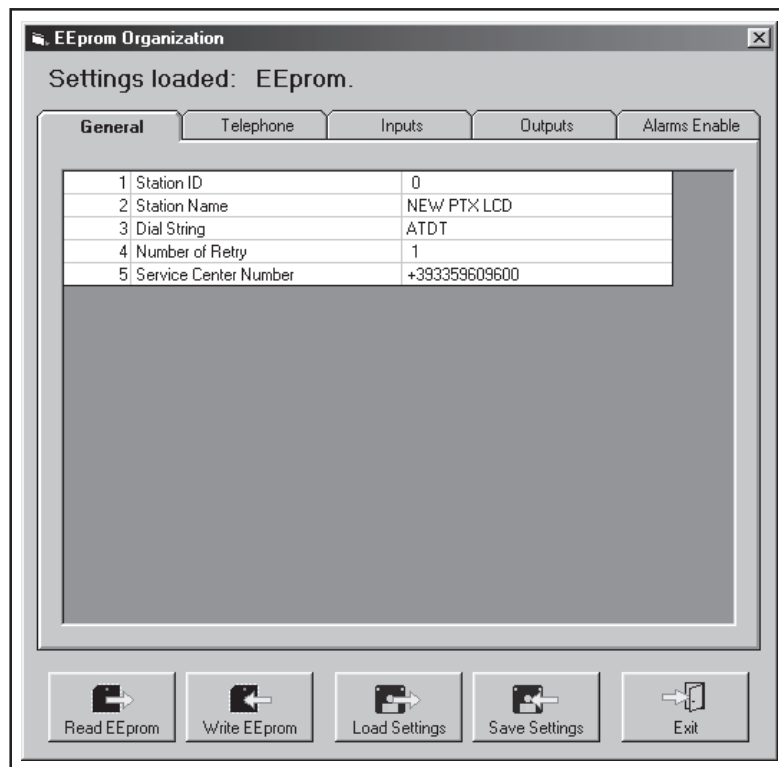 EEprom Organization
Settings loaded: EEprom.
General Telephone Inputs Outputs Alarms Enable
1 Station ID 0
2 Station Name NEW PTX LCD
3 Dial String ATDT
4 Number of Retry 1
5 Service Center Number +393359609600
Read EEprom Write EEprom Load Settings Save Settings Exit